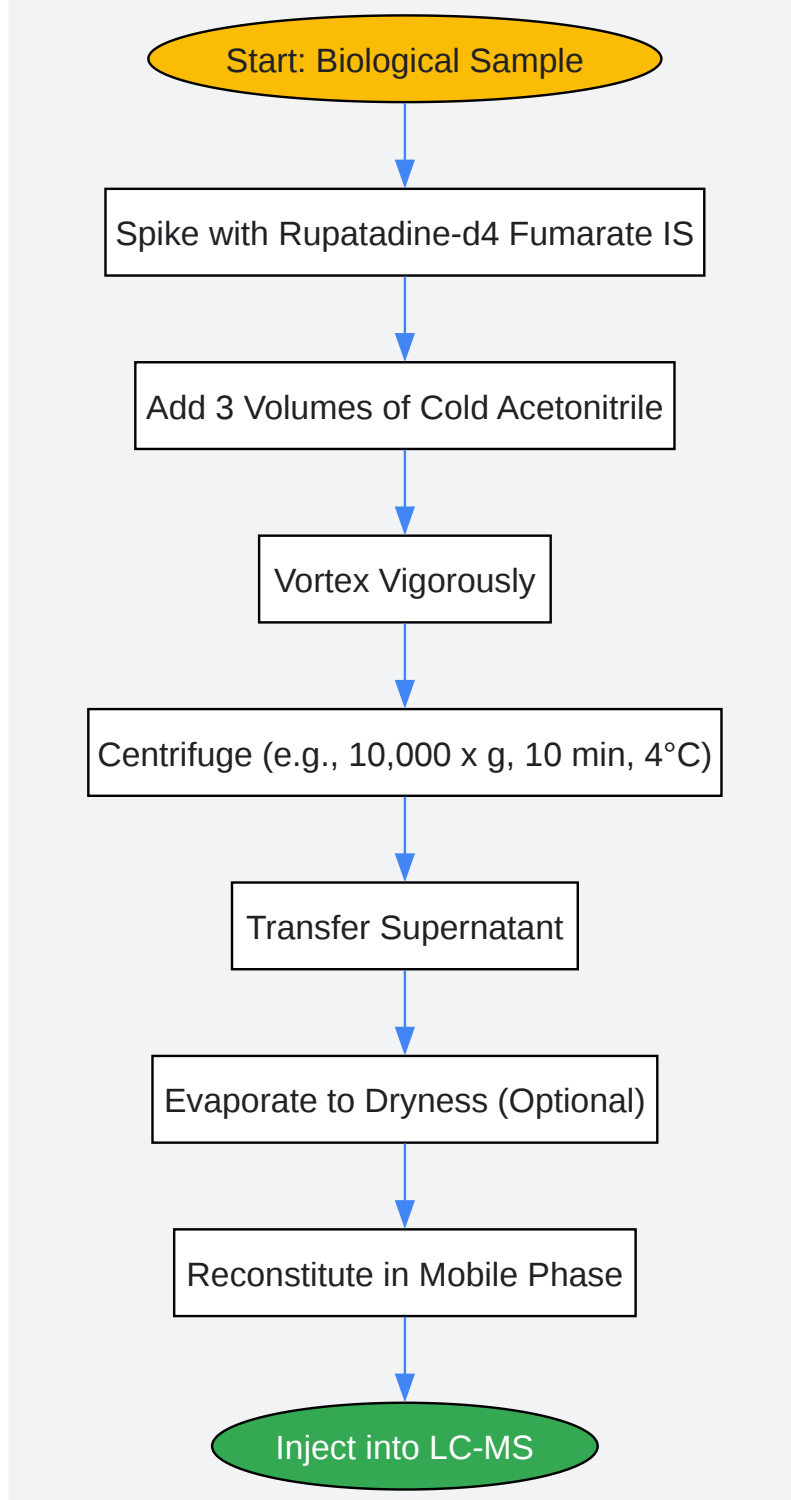 Start: Biological Sample
Spike with Rupatadine-d4 Fumarate IS
Add 3 Volumes of Cold Acetonitrile
Vortex Vigorously
Centrifuge (e.g., 10,000 x g, 10 min, 4°C)
Transfer Supernatant
Evaporate to Dryness (Optional)
Reconstitute in Mobile Phase
Inject into LC-MS